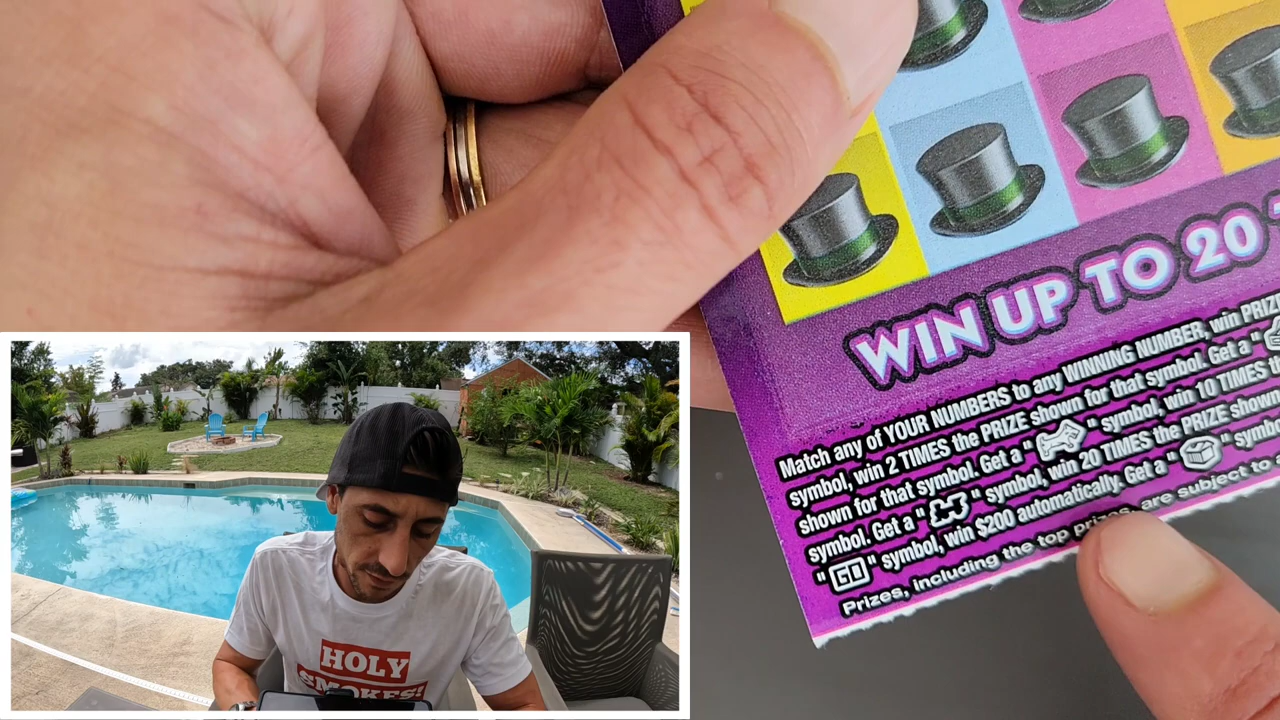 WIN UP TO 20
Match any of YOUR NUMBERS to any WINNING NUMBER, win PRIZE
symbol, win 2 TIMES the PRIZE shown for that symbol. Get a "
shown for that symbol. Get a " " symbol, win 10 TIMES
symbol. Get a " " symbol, win 20 TIMES the PRIZE shown
" GO " symbol, win $200 automatically. Get a " " symbol
Prizes, including the top prizes, are subject to
HOLY
SMOKES!